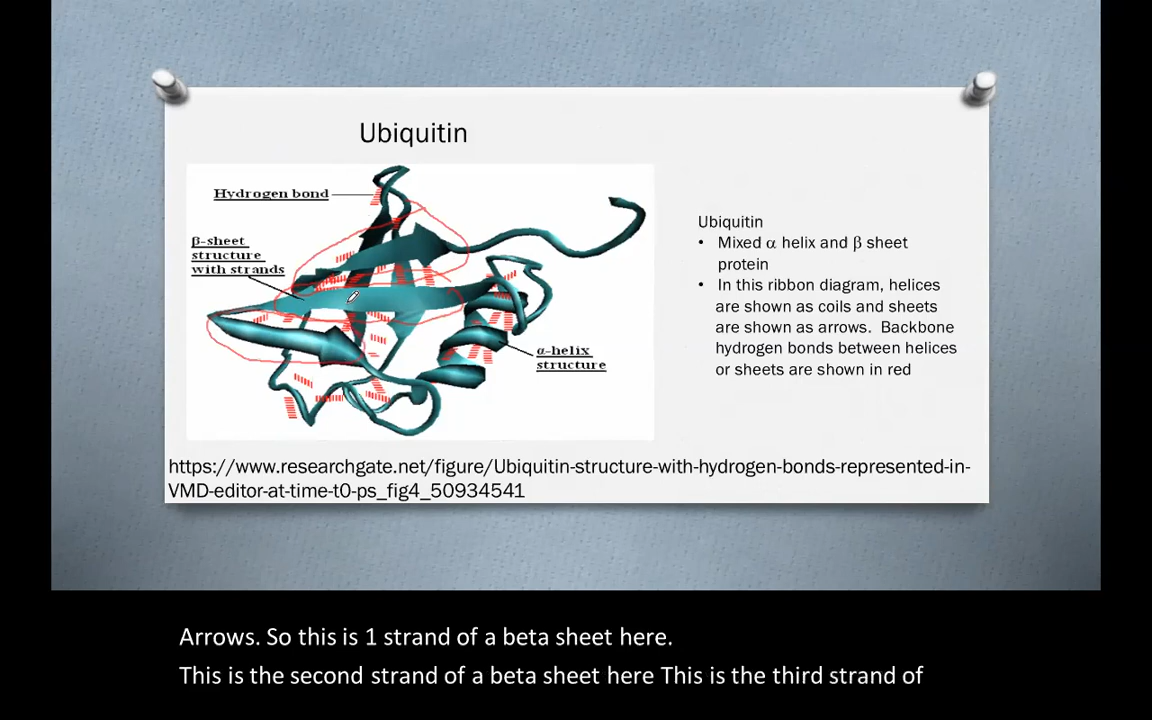 Ubiquitin
Hydrogen bond
β-sheet
structure
with strands
α-helix
structure
Ubiquitin
• Mixed α helix and β sheet
protein
• In this ribbon diagram, helices
are shown as coils and sheets
are shown as arrows. Backbone
hydrogen bonds between helices
or sheets are shown in red
https://www.researchgate.net/figure/Ubiquitin-structure-with-hydrogen-bonds-represented-in-
VMD-editor-at-time-t0-ps_fig4_50934541
Arrows. So this is 1 strand of a beta sheet here.
This is the second strand of a beta sheet here This is the third strand of